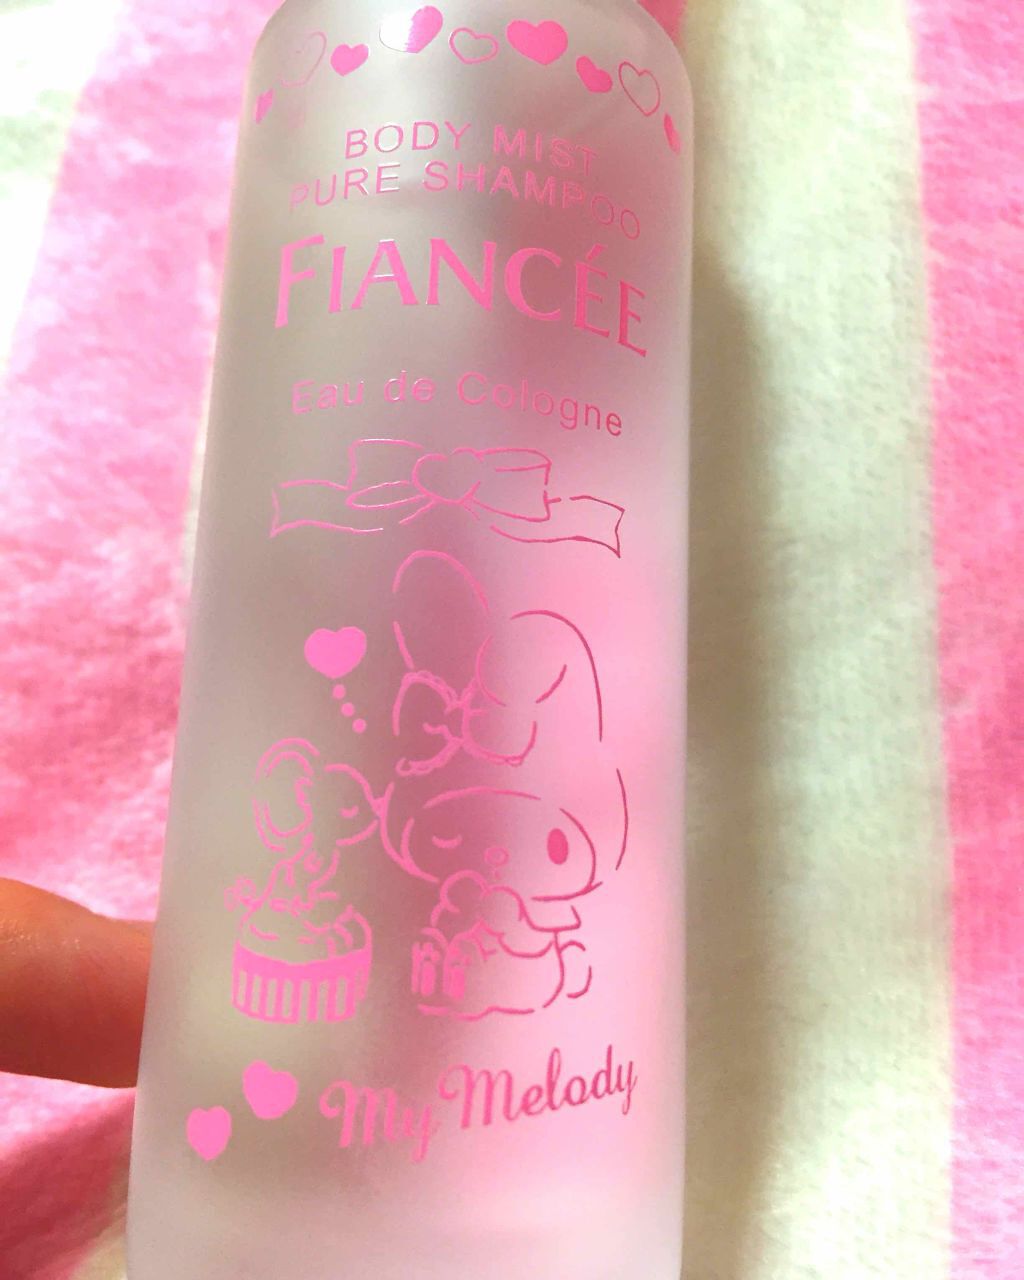 BODY MIST
PURE SHAMPOO
FIANCÉE
Eau de Cologne
My Melody